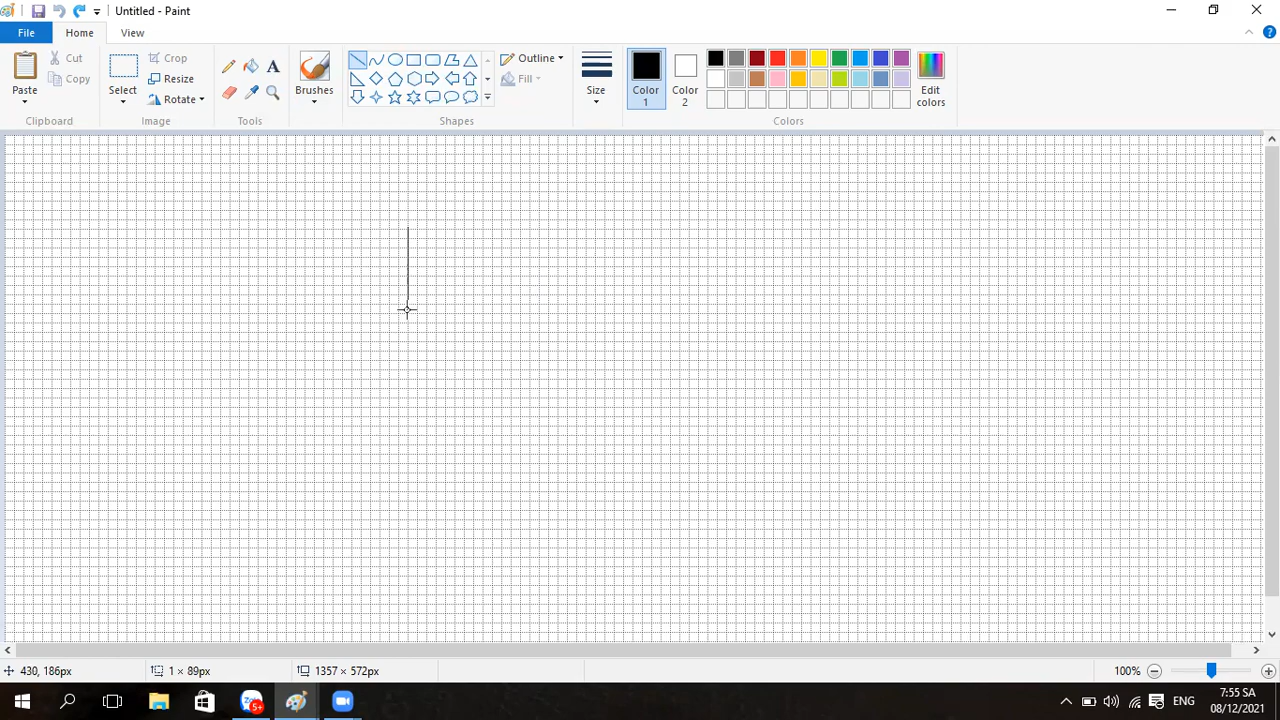 Untitled - Paint
File
Home
View
Paste
Cut
Copy
Clipboard
Select
Crop
Resize
Rotate
Image
A
Tools
Brushes
Shapes
Outline
Fill
Size
Color 1
Color 2
Edit colors
Colors
430, 186px
1 × 89px
1357 × 572px
100%
Zalo
5+
ENG
7:55 SA
08/12/2021